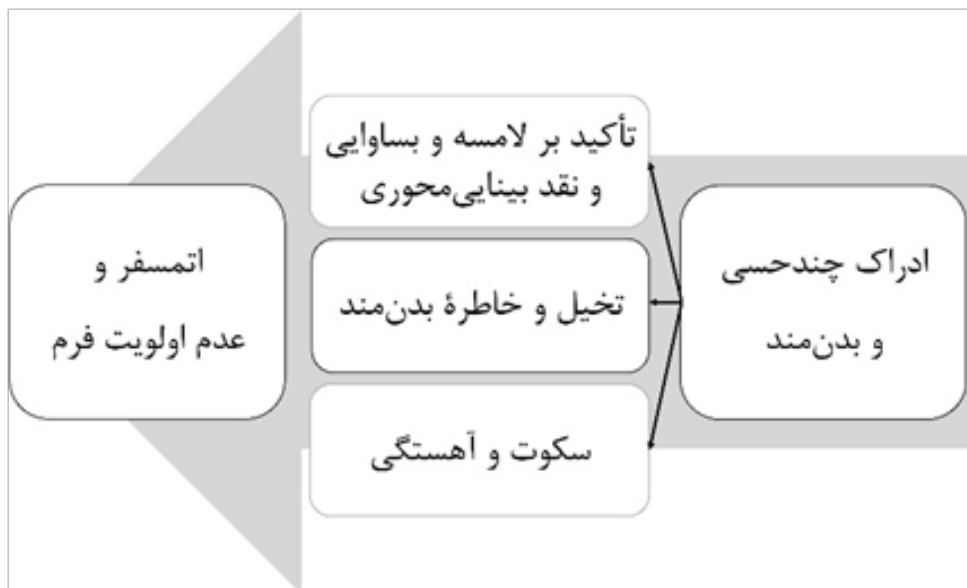 ادراک چندحسی
و بدن‌مند
تأکید بر لامسه و بساوایی
و نقد بینایی‌محوری
تخیل و خاطرۀ بدن‌مند
سکوت و آهستگی
اتمسفر و
عدم اولویت فرم